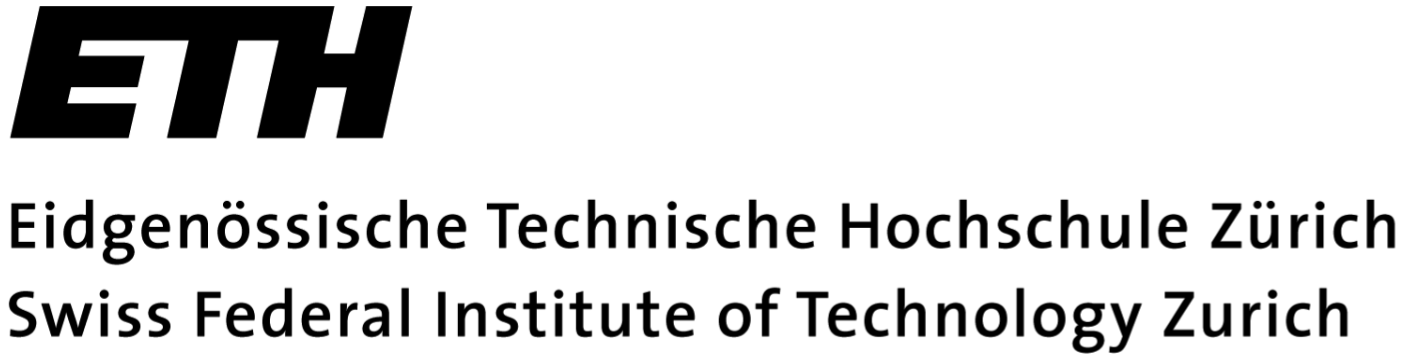 ETH
Eidgenössische Technische Hochschule Zürich
Swiss Federal Institute of Technology Zurich